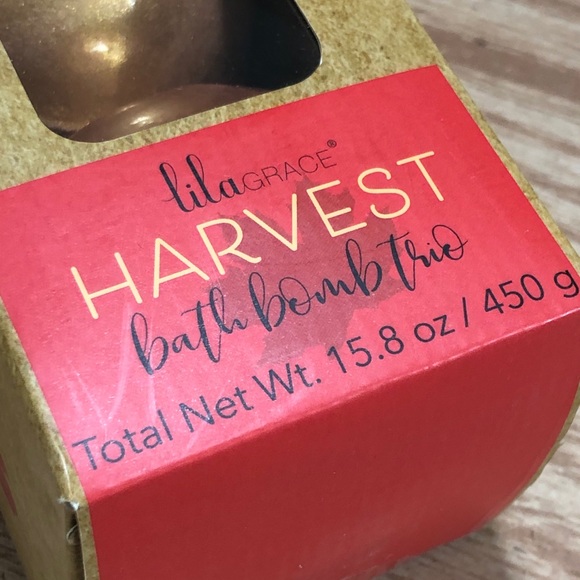 lilaGRACE®
HARVEST
bath bomb trio
Total Net Wt. 15.8 oz / 450 g